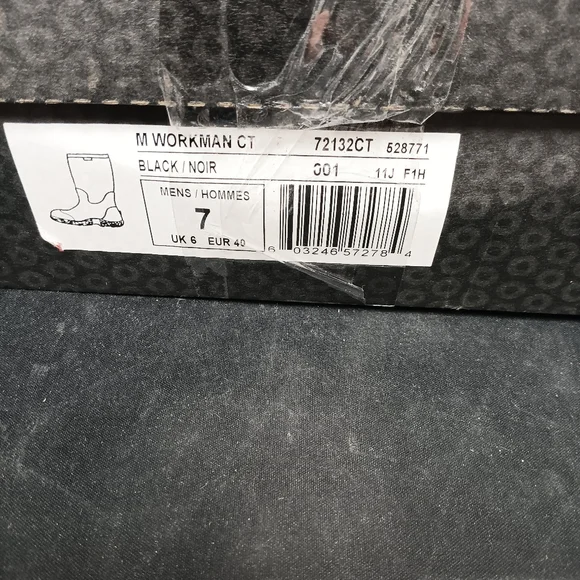 M WORKMAN CT 72132CT 528771
BLACK / NOIR 001 11J F1H
MENS / HOMMES
7
UK 6 EUR 40
6 03246 57278 4